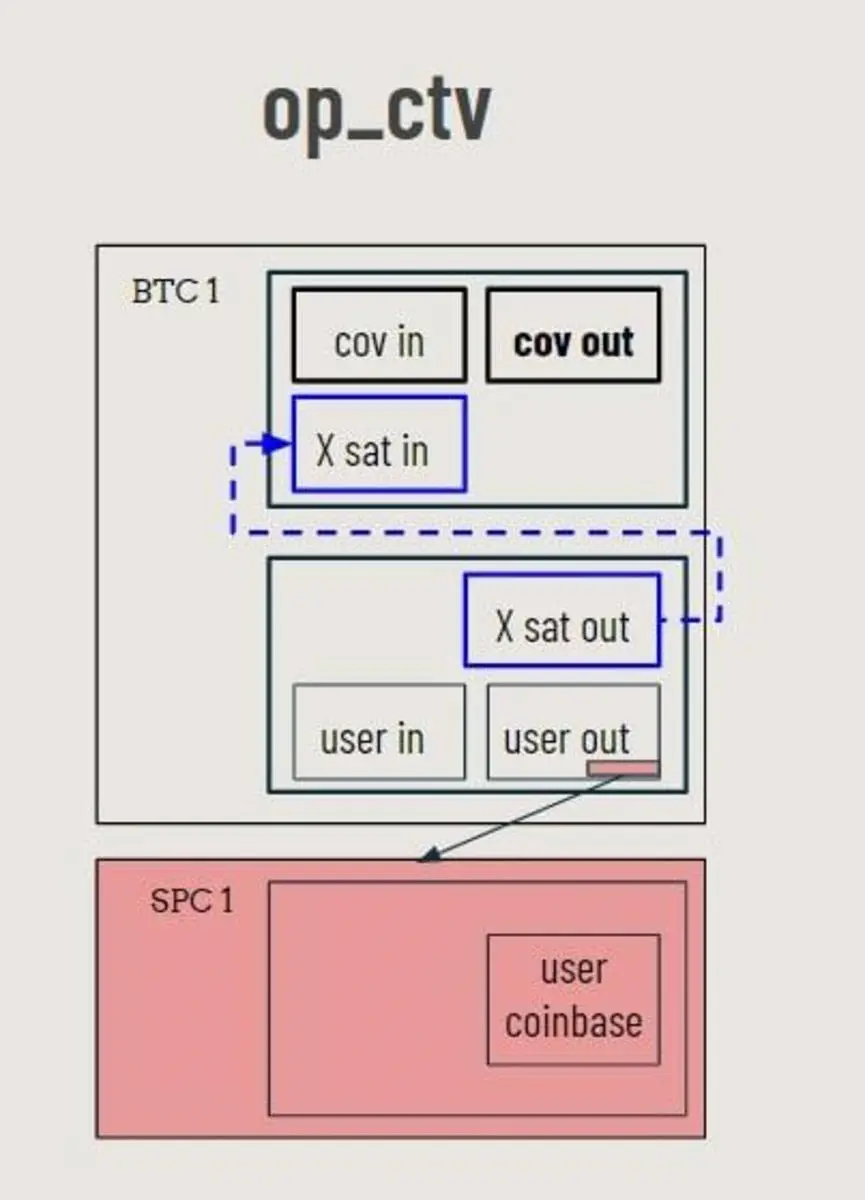 op_ctv
BTC 1
cov in
cov out
X sat in
X sat out
user in
user out
SPC 1
user
coinbase